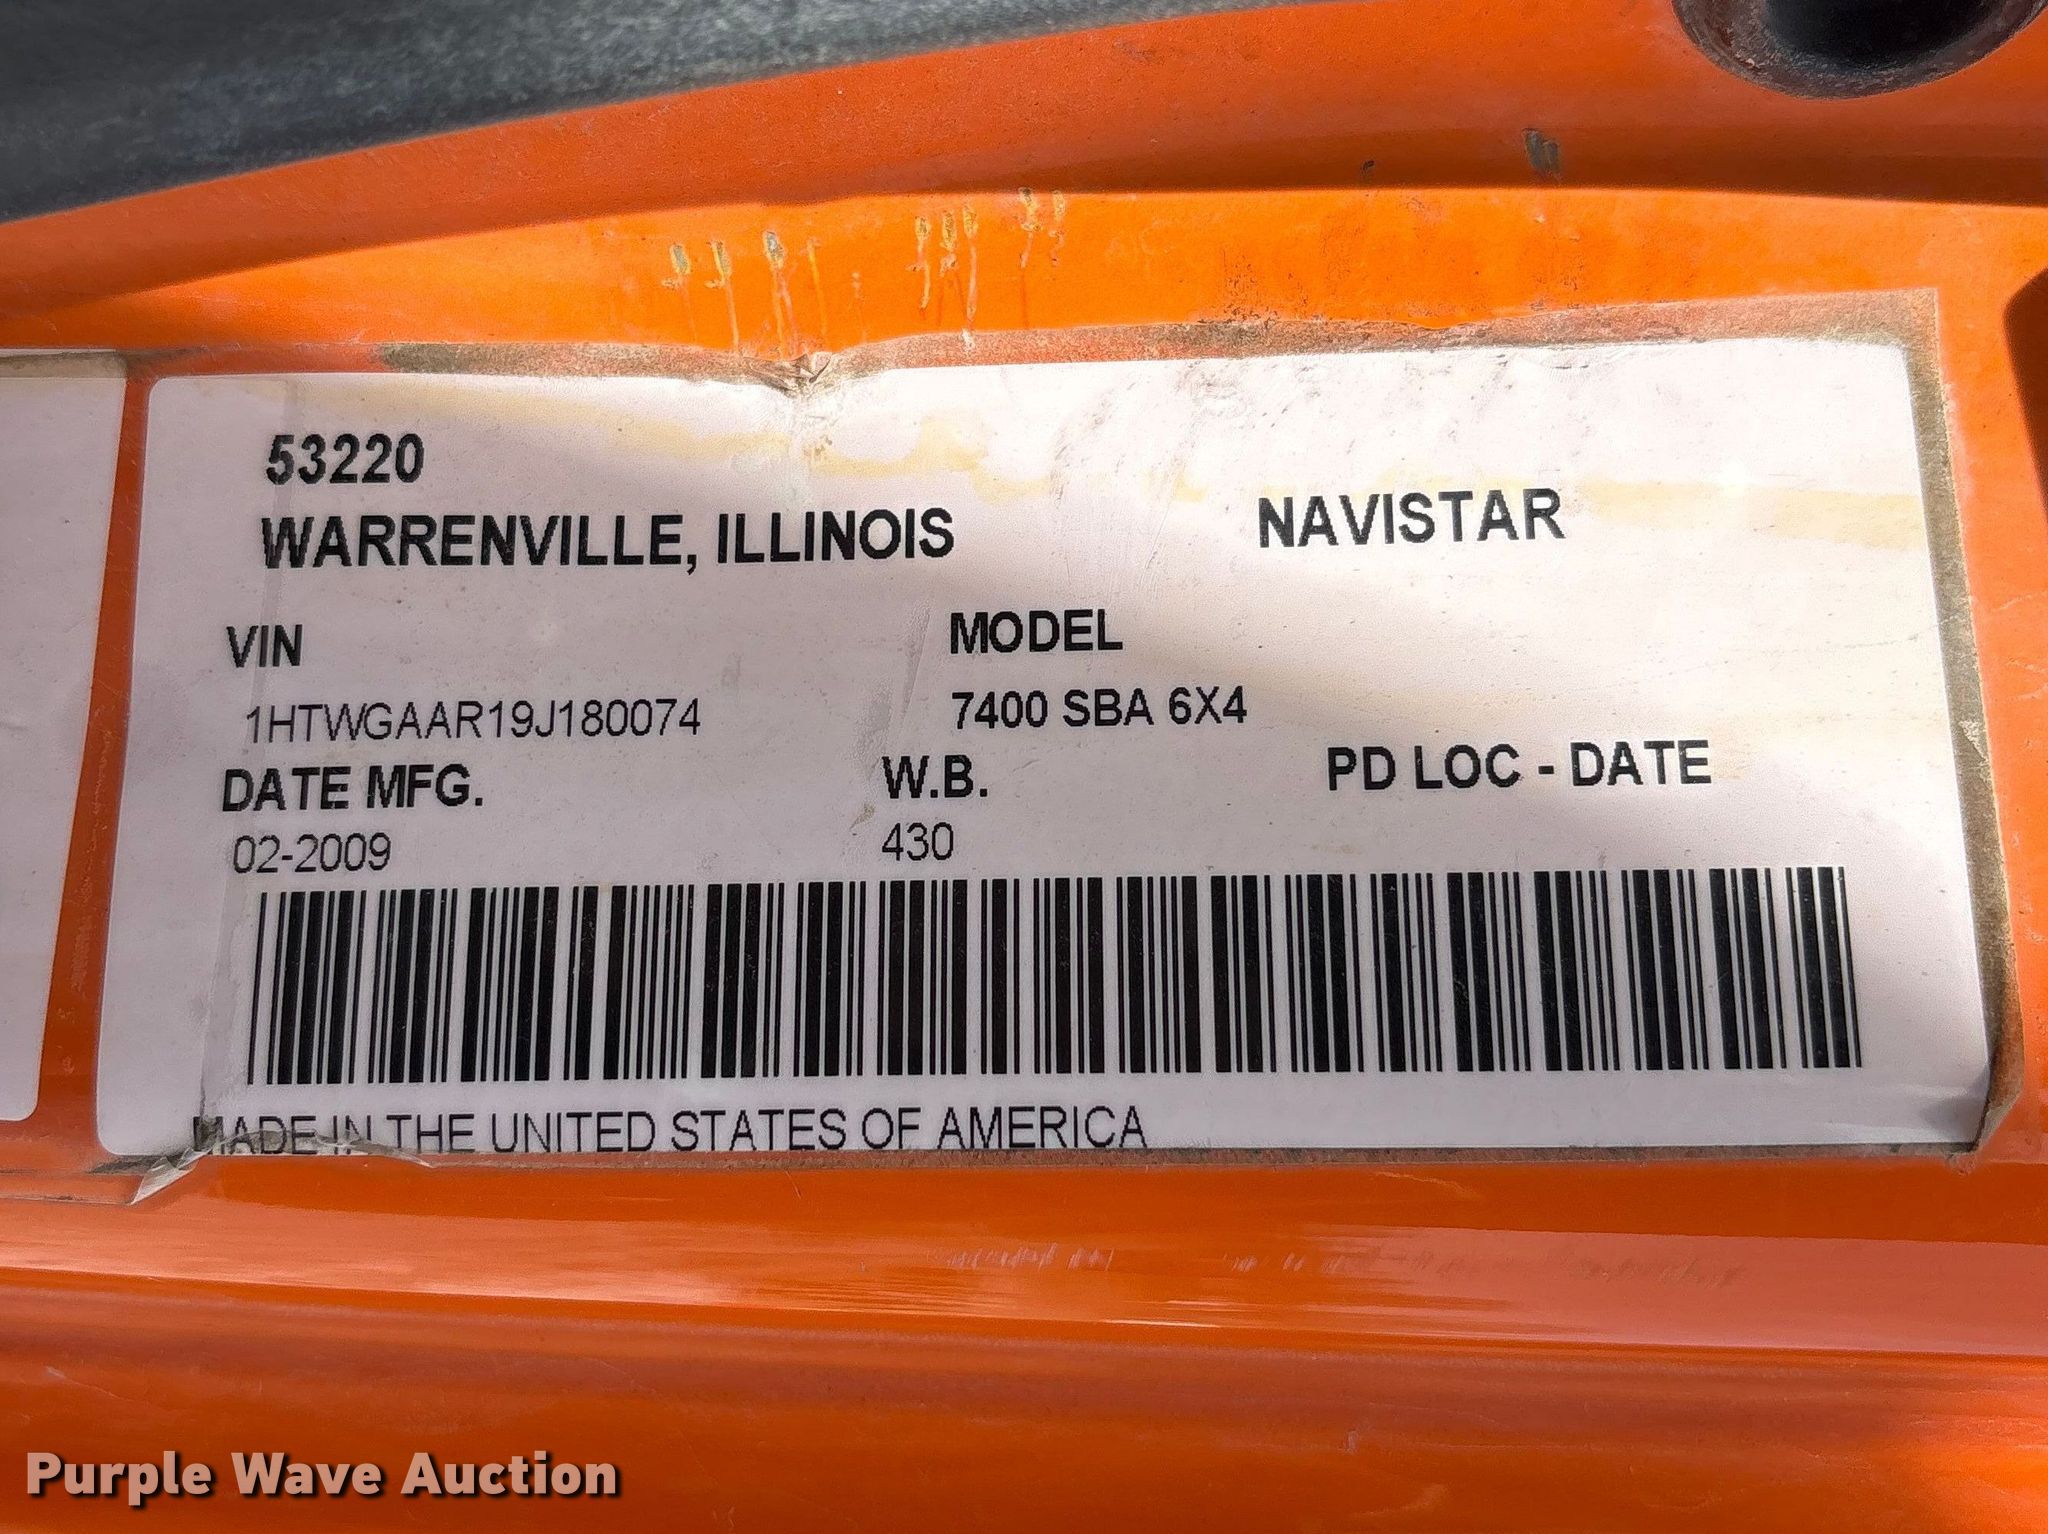 53220
WARRENVILLE, ILLINOIS NAVISTAR
VIN MODEL
1HTWGAAR19J180074 7400 SBA 6X4
DATE MFG. W.B. PD LOC - DATE
02-2009 430
MADE IN THE UNITED STATES OF AMERICA
Purple Wave Auction